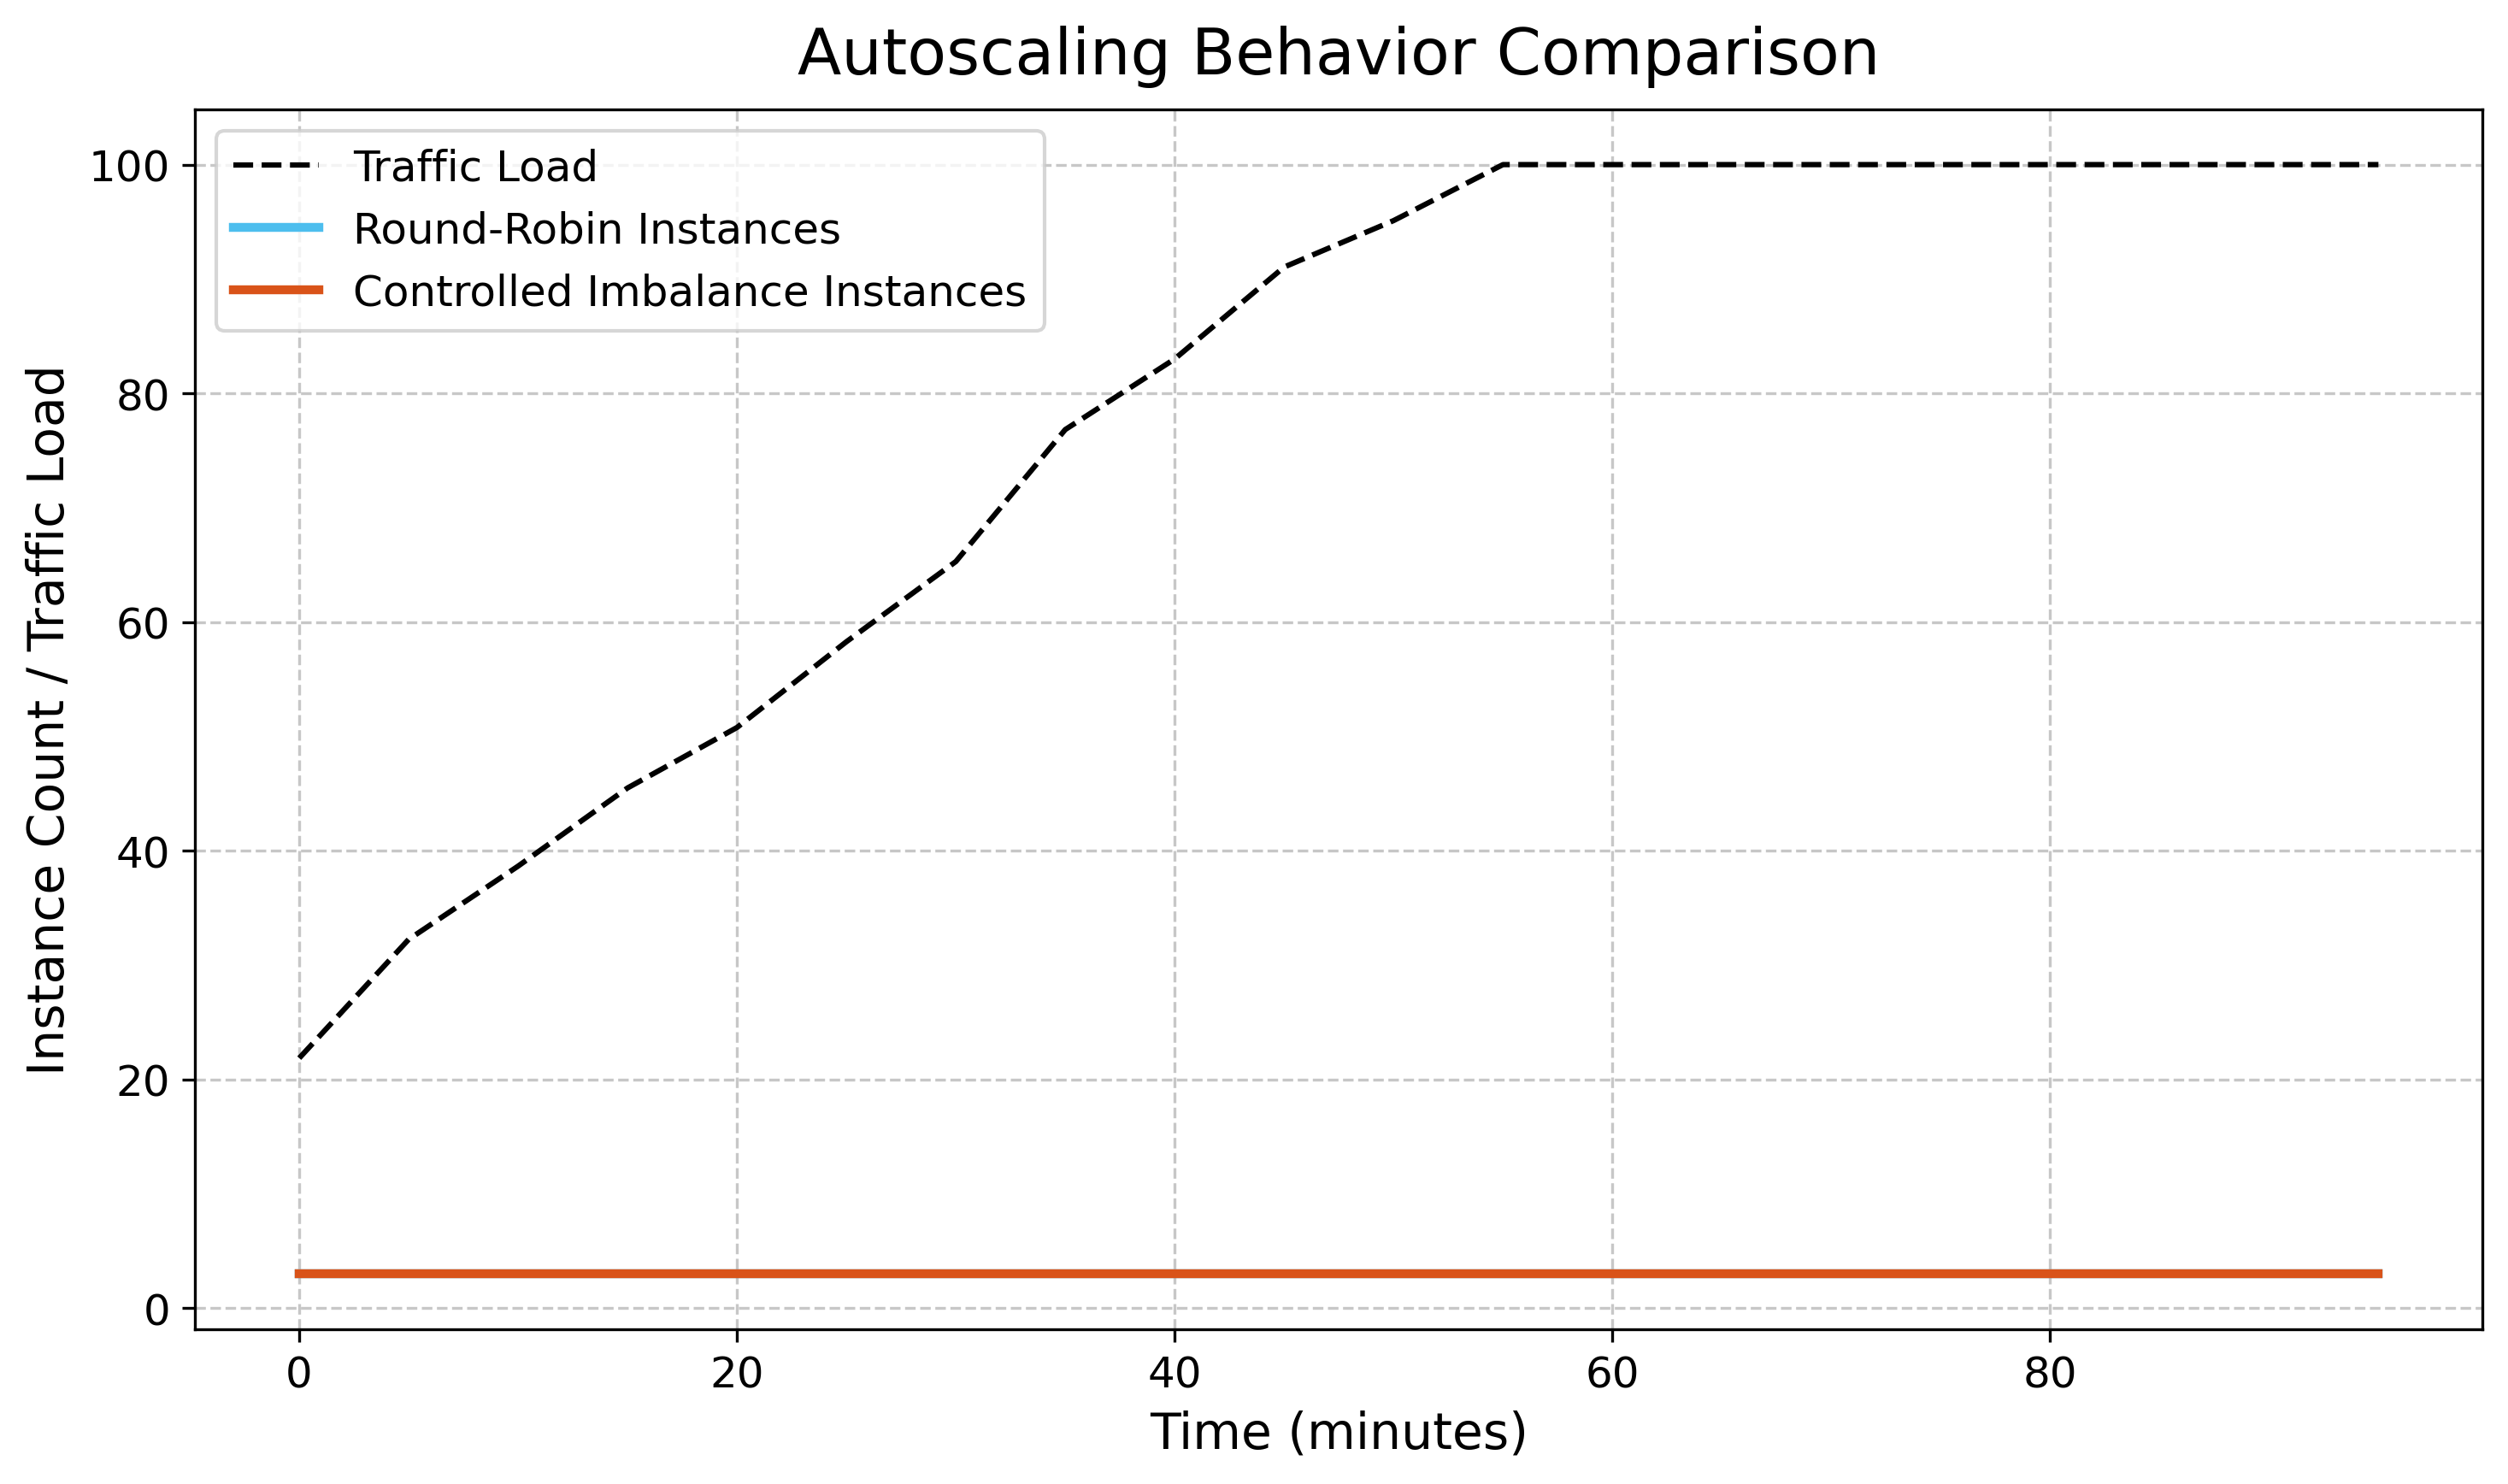 Autoscaling Behavior Comparison
Traffic Load
Round-Robin Instances
Controlled Imbalance Instances
Instance Count / Traffic Load
100
80
60
40
20
0
0 20 40 60 80
Time (minutes)